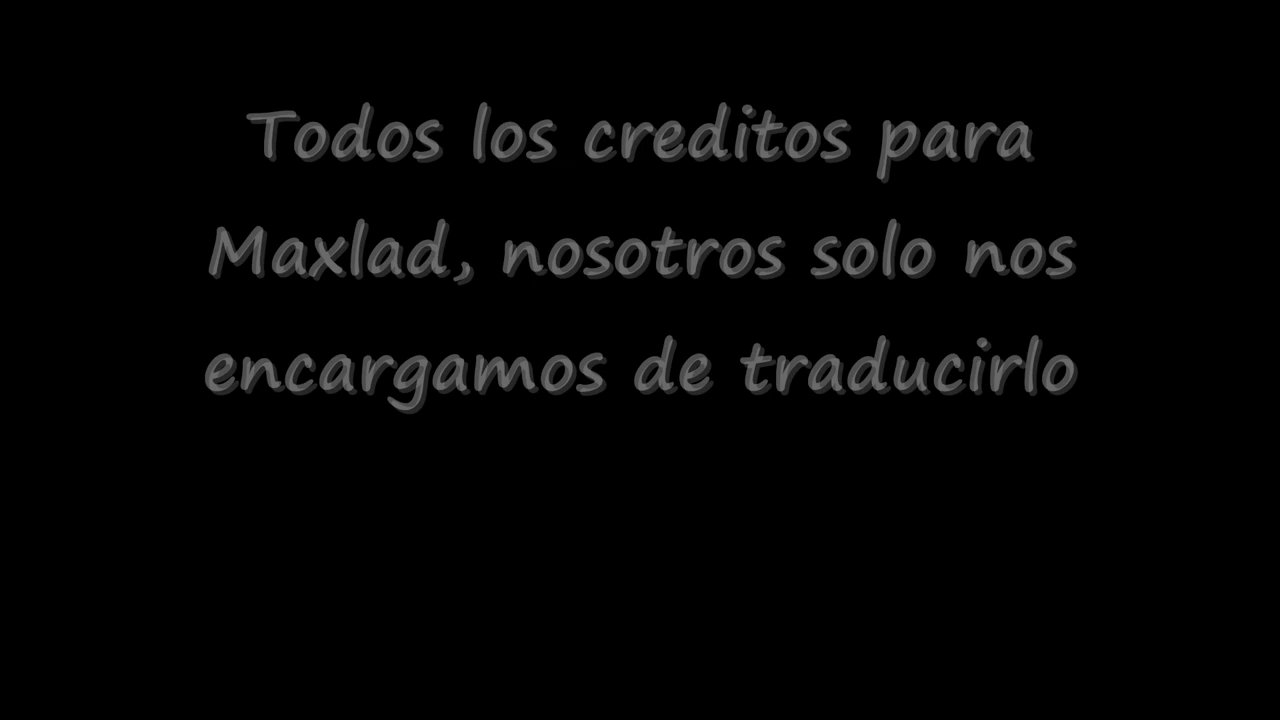 Todos los creditos para
Maxlad, nosotros solo nos
encargamos de traducirlo